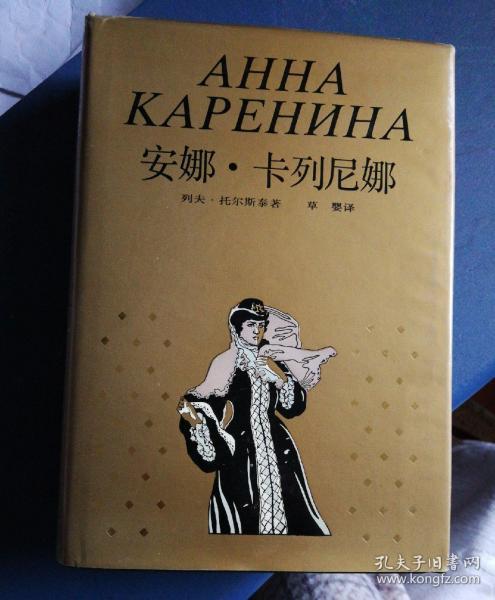 АННА
КАРЕНИНА
安娜·卡列尼娜
列夫·托尔斯泰著 草婴译
孔夫子旧书网
www.kongfz.com